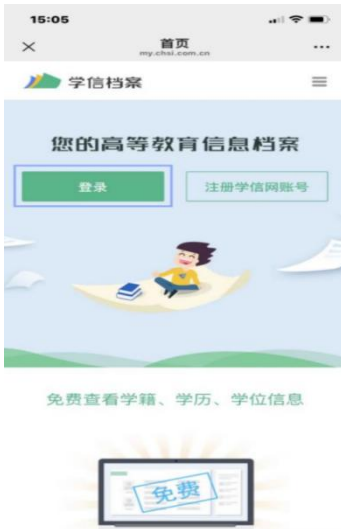 15:05
首页
my.chsi.com.cn
学信档案
您的高等教育信息档案
登录
注册学信网账号
免费查看学籍、学历、学位信息
免费